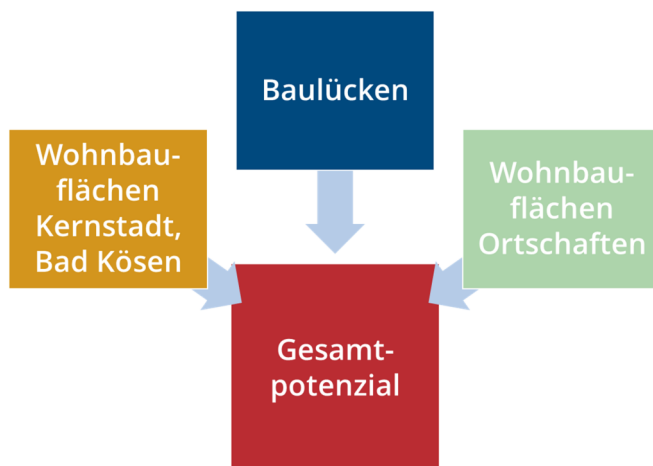 Baulücken
Wohnbau-
flächen
Kernstadt,
Bad Kösen
Wohnbau-
flächen
Ortschaften
Gesamt-
potenzial